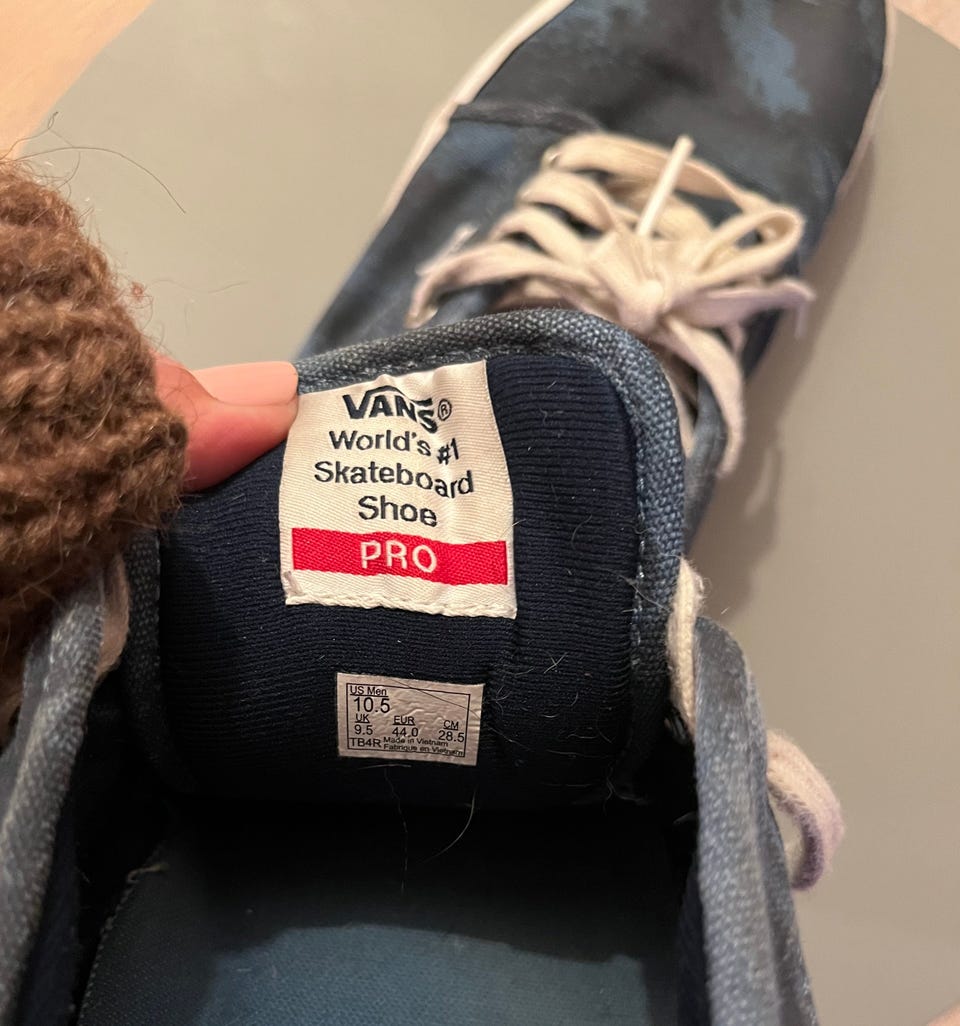 VANS®
World's #1
Skateboard
Shoe
PRO
US Men
10.5
UK EUR CM
9.5 44.0 28.5
TB4R Made in Vietnam
Fabriqué en Vietnam